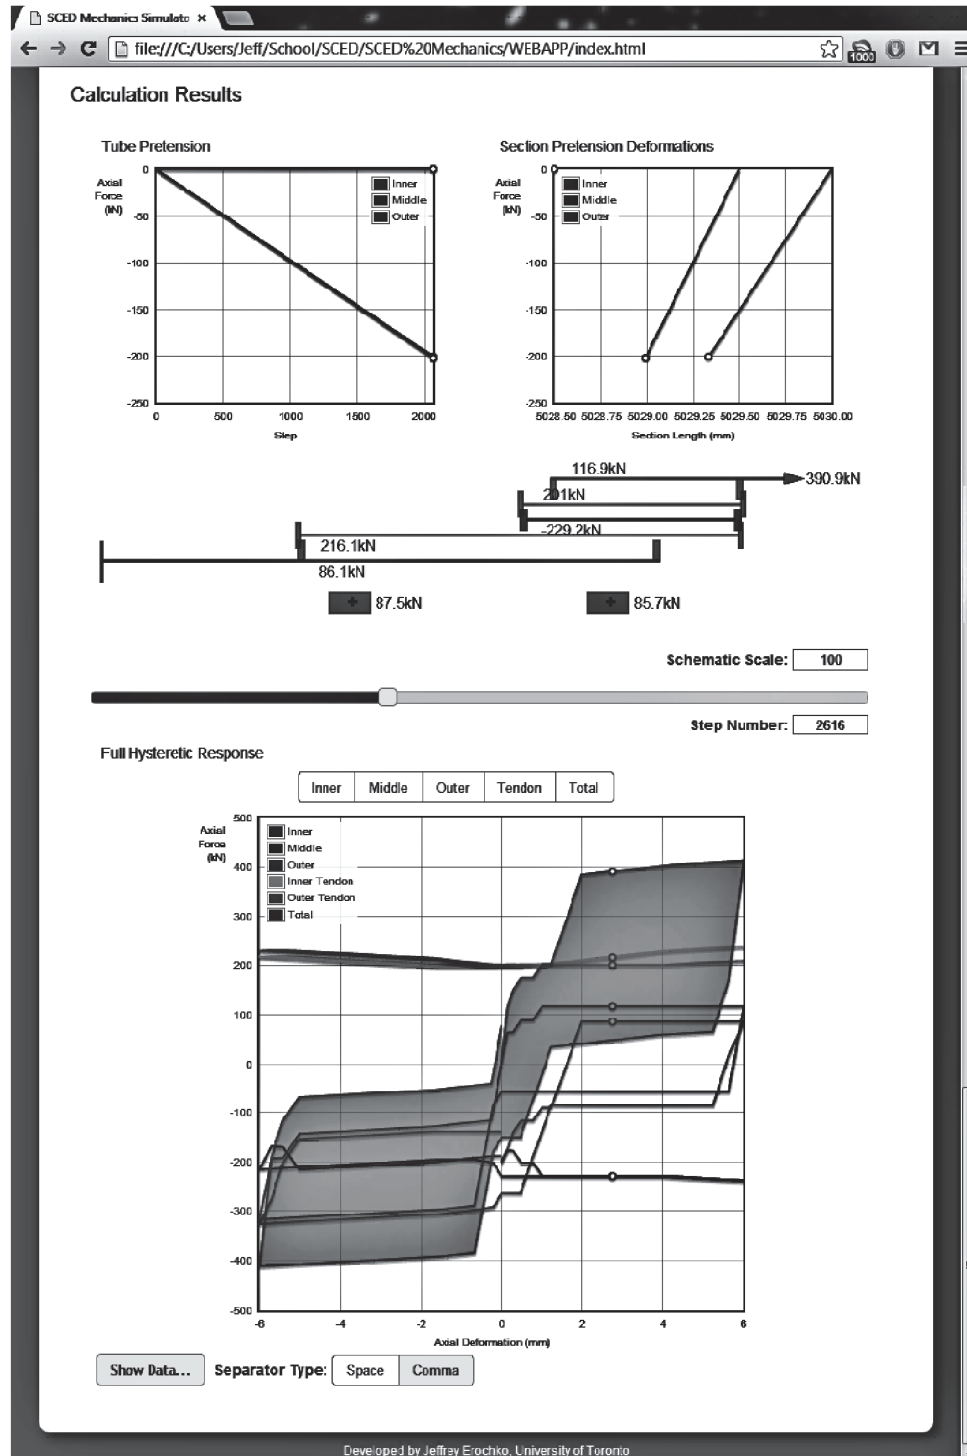 SCED Mechanics Simulato ×
file:///C:/Users/Jeff/School/SCED/SCED%20Mechanics/WEBAPP/index.html
1000
Calculation Results
Tube Pretension
Axial
Force
(kN)
0
-50
-100
-150
-200
-250
Inner
Middle
Outer
0 500 1000 1500 2000
Step
Section Pretension Deformations
Axial
Force
(kN)
0
-50
-100
-150
-200
-250
Inner
Middle
Outer
5028.50 5028.75 5029.00 5029.25 5029.50 5029.75 5030.00
Section Length (mm)
116.9kN
390.9kN
201kN
-229.2kN
216.1kN
86.1kN
87.5kN
85.7kN
Schematic Scale: 100
Step Number: 2616
Full Hysteretic Response
Inner Middle Outer Tendon Total
Axial
Force
(kN)
500
400
300
200
100
0
-100
-200
-300
-400
-500
Inner
Middle
Outer
Inner Tendon
Outer Tendon
Total
-6 -4 -2 0 2 4 6
Axial Deformation (mm)
Show Data... Separator Type: Space Comma
Developed by Jeffrey Erochko, University of Toronto